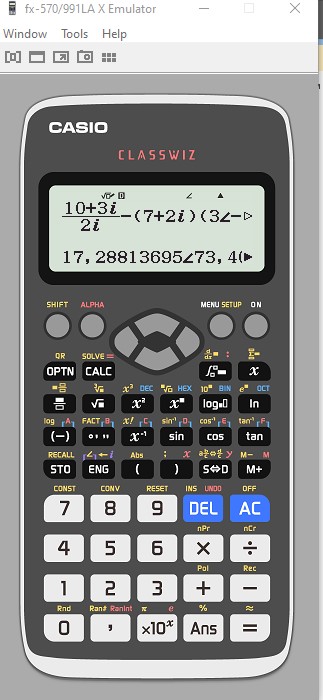 fx-570/991LA X Emulator
Window Tools Help
CASIO
CLASSWIZ
√□ D ∠ ▲
10+3i/2i-(7+2i)(3∠-▷
17,28813695∠73,4(▶
SHIFT ALPHA MENU SETUP ON
QR SOLVE =
OPTN CALC x
x³ DEC HEX 10■ BIN e■ OCT
x² log ln
log A FACT B x! C sin⁻¹ D cos⁻¹ E tan⁻¹ F
(−) x⁻¹ sin cos tan
RECALL i Abs : x y M− M
STO ENG ( ) S⇔D M+
CONST CONV RESET INS UNDO OFF
7 8 9 DEL AC
nPr nCr
4 5 6 × ÷
Pol Rec
1 2 3 + −
Rnd Ran# RanInt π e % ≈
0 , ×10ˣ Ans =